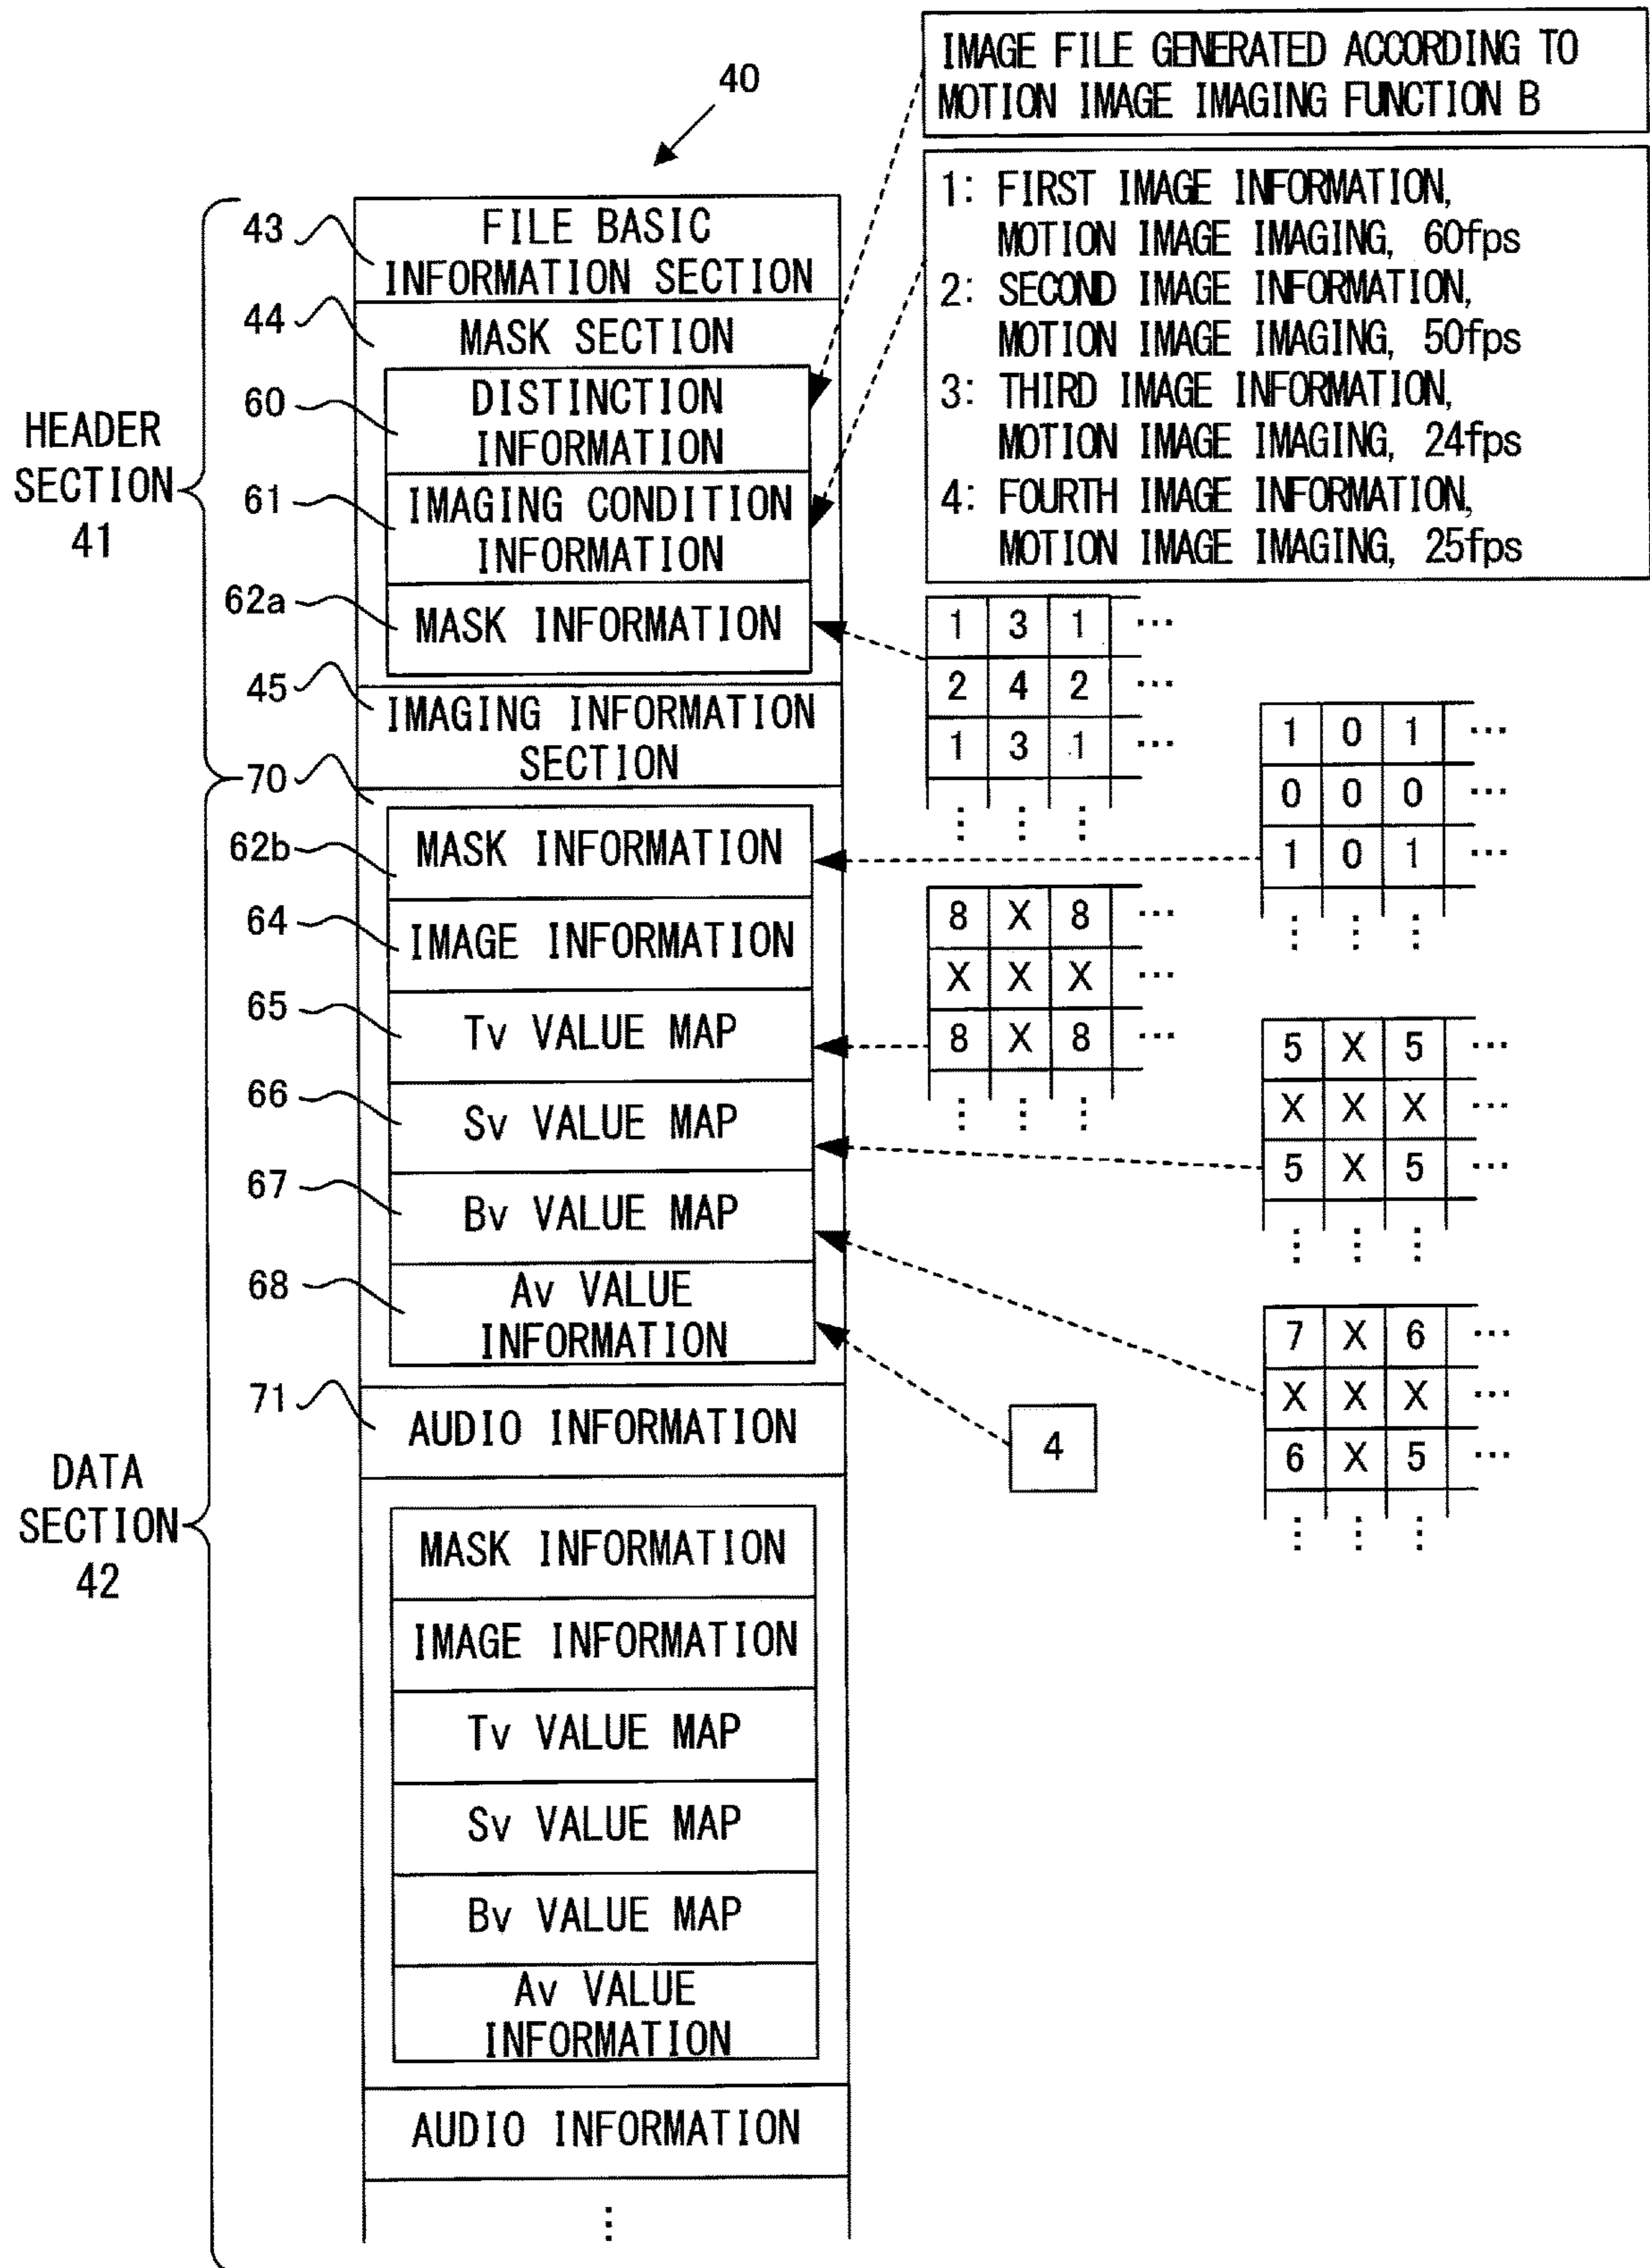 40
IMAGE FILE GENERATED ACCORDING TO
MOTION IMAGE IMAGING FUNCTION B
1: FIRST IMAGE INFORMATION,
MOTION IMAGE IMAGING, 60fps
2: SECOND IMAGE INFORMATION,
MOTION IMAGE IMAGING, 50fps
3: THIRD IMAGE INFORMATION,
MOTION IMAGE IMAGING, 24fps
4: FOURTH IMAGE INFORMATION,
MOTION IMAGE IMAGING, 25fps
HEADER
SECTION
41
43
FILE BASIC
INFORMATION SECTION
44
MASK SECTION
60
DISTINCTION
INFORMATION
61
IMAGING CONDITION
INFORMATION
62a
MASK INFORMATION
1 3 1 ...
2 4 2 ...
1 3 1 ...
⋮ ⋮ ⋮
45
IMAGING INFORMATION
SECTION
DATA
SECTION
42
70
62b
MASK INFORMATION
1 0 1 ...
0 0 0 ...
1 0 1 ...
⋮ ⋮ ⋮
64
IMAGE INFORMATION
65
Tv VALUE MAP
8 X 8 ...
X X X ...
8 X 8 ...
⋮ ⋮ ⋮
66
Sv VALUE MAP
5 X 5 ...
X X X ...
5 X 5 ...
⋮ ⋮ ⋮
67
Bv VALUE MAP
7 X 6 ...
X X X ...
6 X 5 ...
⋮ ⋮ ⋮
68
Av VALUE
INFORMATION
4
71
AUDIO INFORMATION
MASK INFORMATION
IMAGE INFORMATION
Tv VALUE MAP
Sv VALUE MAP
Bv VALUE MAP
Av VALUE
INFORMATION
AUDIO INFORMATION
⋮